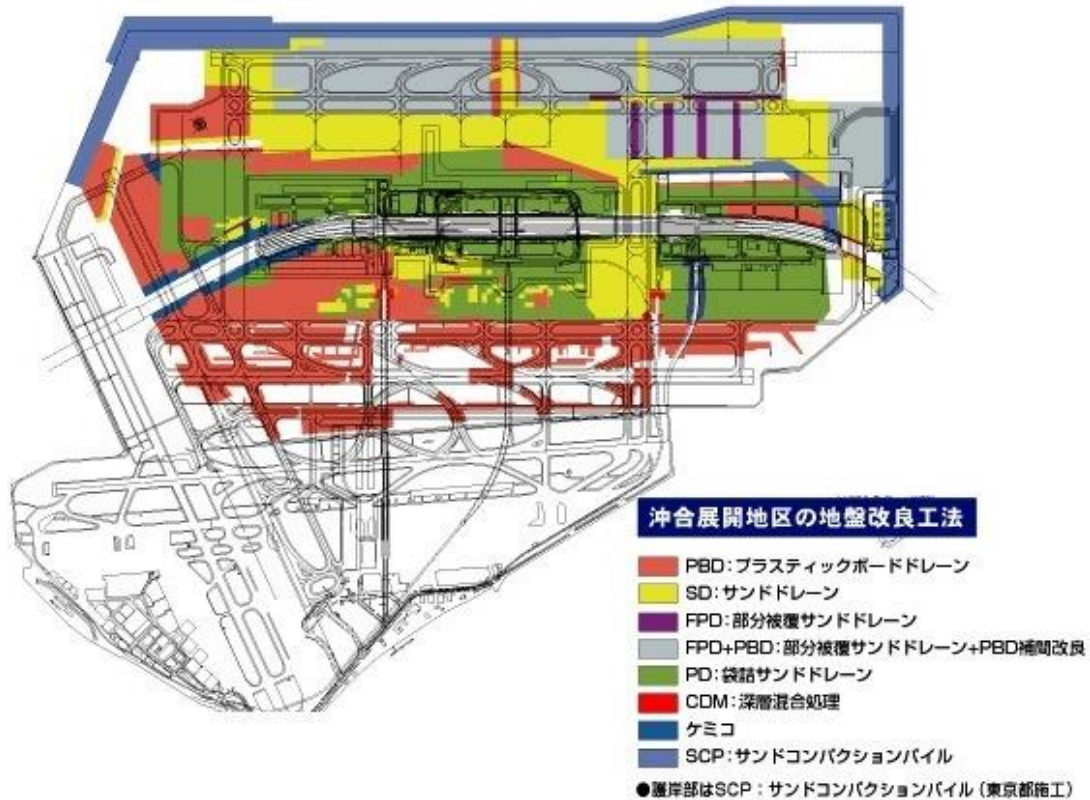 沖合展開地区の地盤改良工法
PBD:プラスティックボードドレーン
SD:サンドドレーン
FPD:部分被覆サンドドレーン
FPD+PBD:部分被覆サンドドレーン+PBD補間改良
PD:袋詰サンドドレーン
CDM:深層混合処理
ケミコ
SCP:サンドコンパクションパイル
●護岸部はSCP:サンドコンパクションパイル(東京都施工)